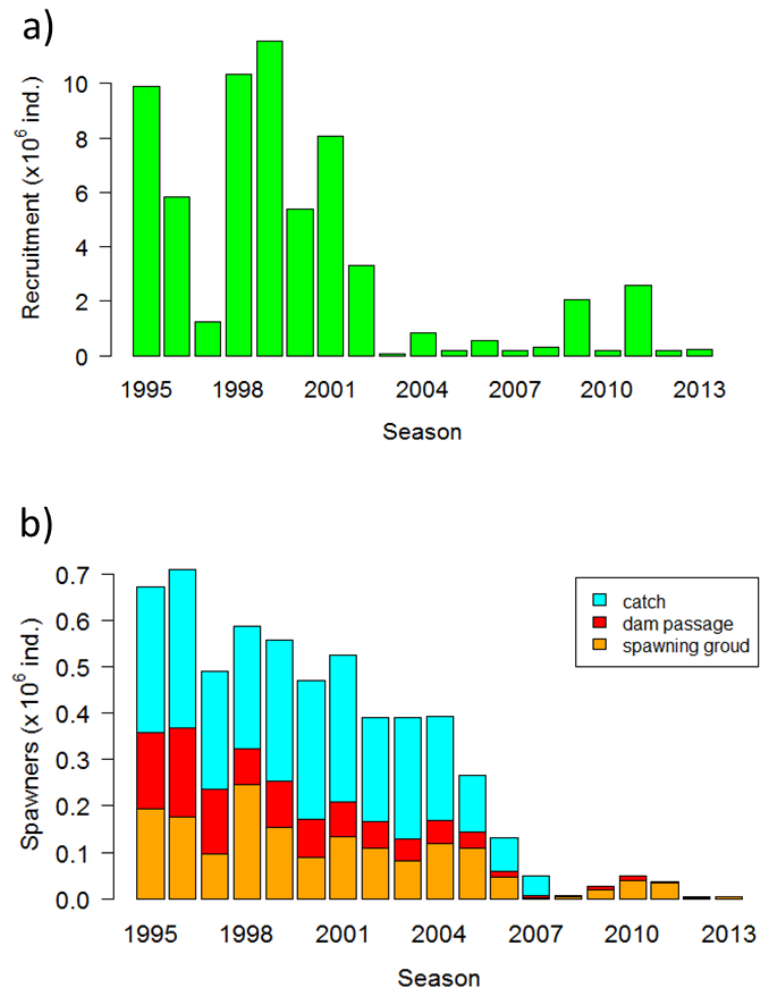 a)
Recruitment (x10⁶ ind.)
10
8
6
4
2
0
1995 1998 2001 2004 2007 2010 2013
Season
b)
Spawners (x 10⁶ ind.)
0.7
0.6
0.5
0.4
0.3
0.2
0.1
0.0
catch
dam passage
spawning groud
1995 1998 2001 2004 2007 2010 2013
Season